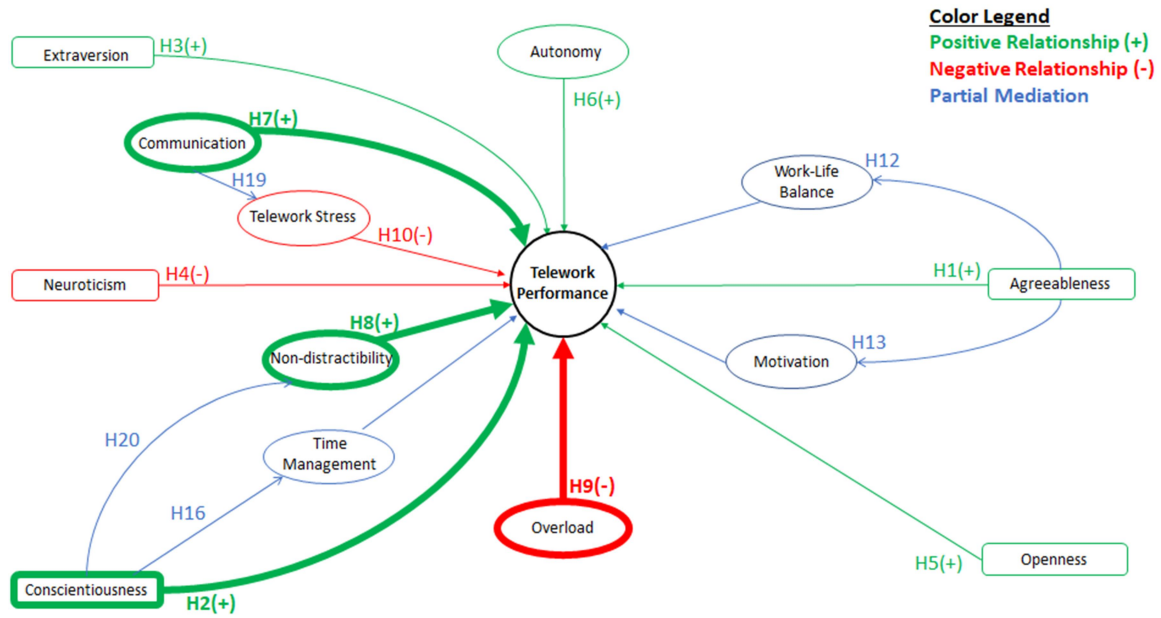 Color Legend
Positive Relationship (+)
Negative Relationship (-)
Partial Mediation
Extraversion
H3(+)
Autonomy
H6(+)
H7(+)
Communication
H19
Telework Stress
H10(-)
Work-Life
Balance
H12
Neuroticism
H4(-)
Telework
Performance
H1(+)
Agreeableness
H8(+)
Non-distractibility
H13
Motivation
H20
Time
Management
H16
H9(-)
Overload
Conscientiousness
H2(+)
H5(+)
Openness